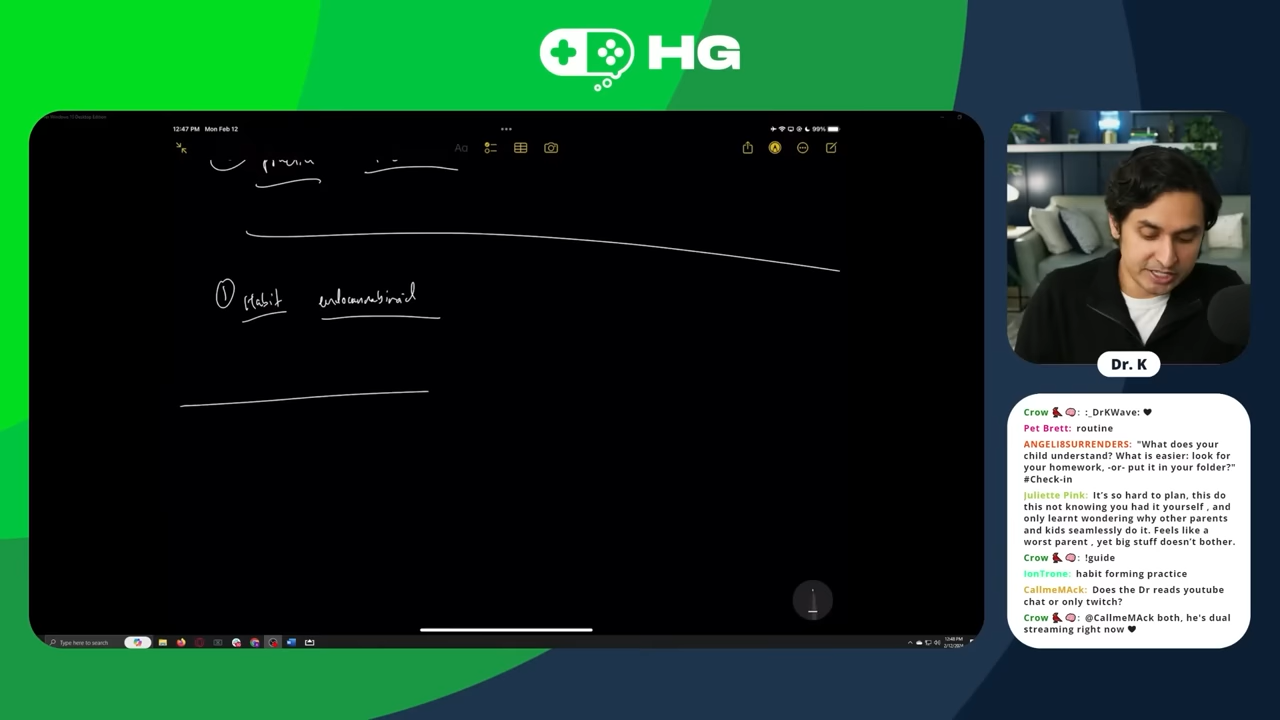 HG
12:47 PM Mon Feb 12
99%
Aa
① Habit endocannabinoid
Type here to search
2/12/2024
Dr. K
Crow: :_DrKWave: ♥
Pet Brett: routine
ANGELI8SURRENDERS: "What does your
child understand? What is easier: look for
your homework, -or- put it in your folder?"
#Check-in
Juliette Pink: It's so hard to plan, this do
this not knowing you had it yourself , and
only learnt wondering why other parents
and kids seamlessly do it. Feels like a
worst parent , yet big stuff doesn't bother.
Crow: !guide
IonTrone: habit forming practice
CallmeMAck: Does the Dr reads youtube
chat or only twitch?
Crow: @CallmeMAck both, he's dual
streaming right now ♥